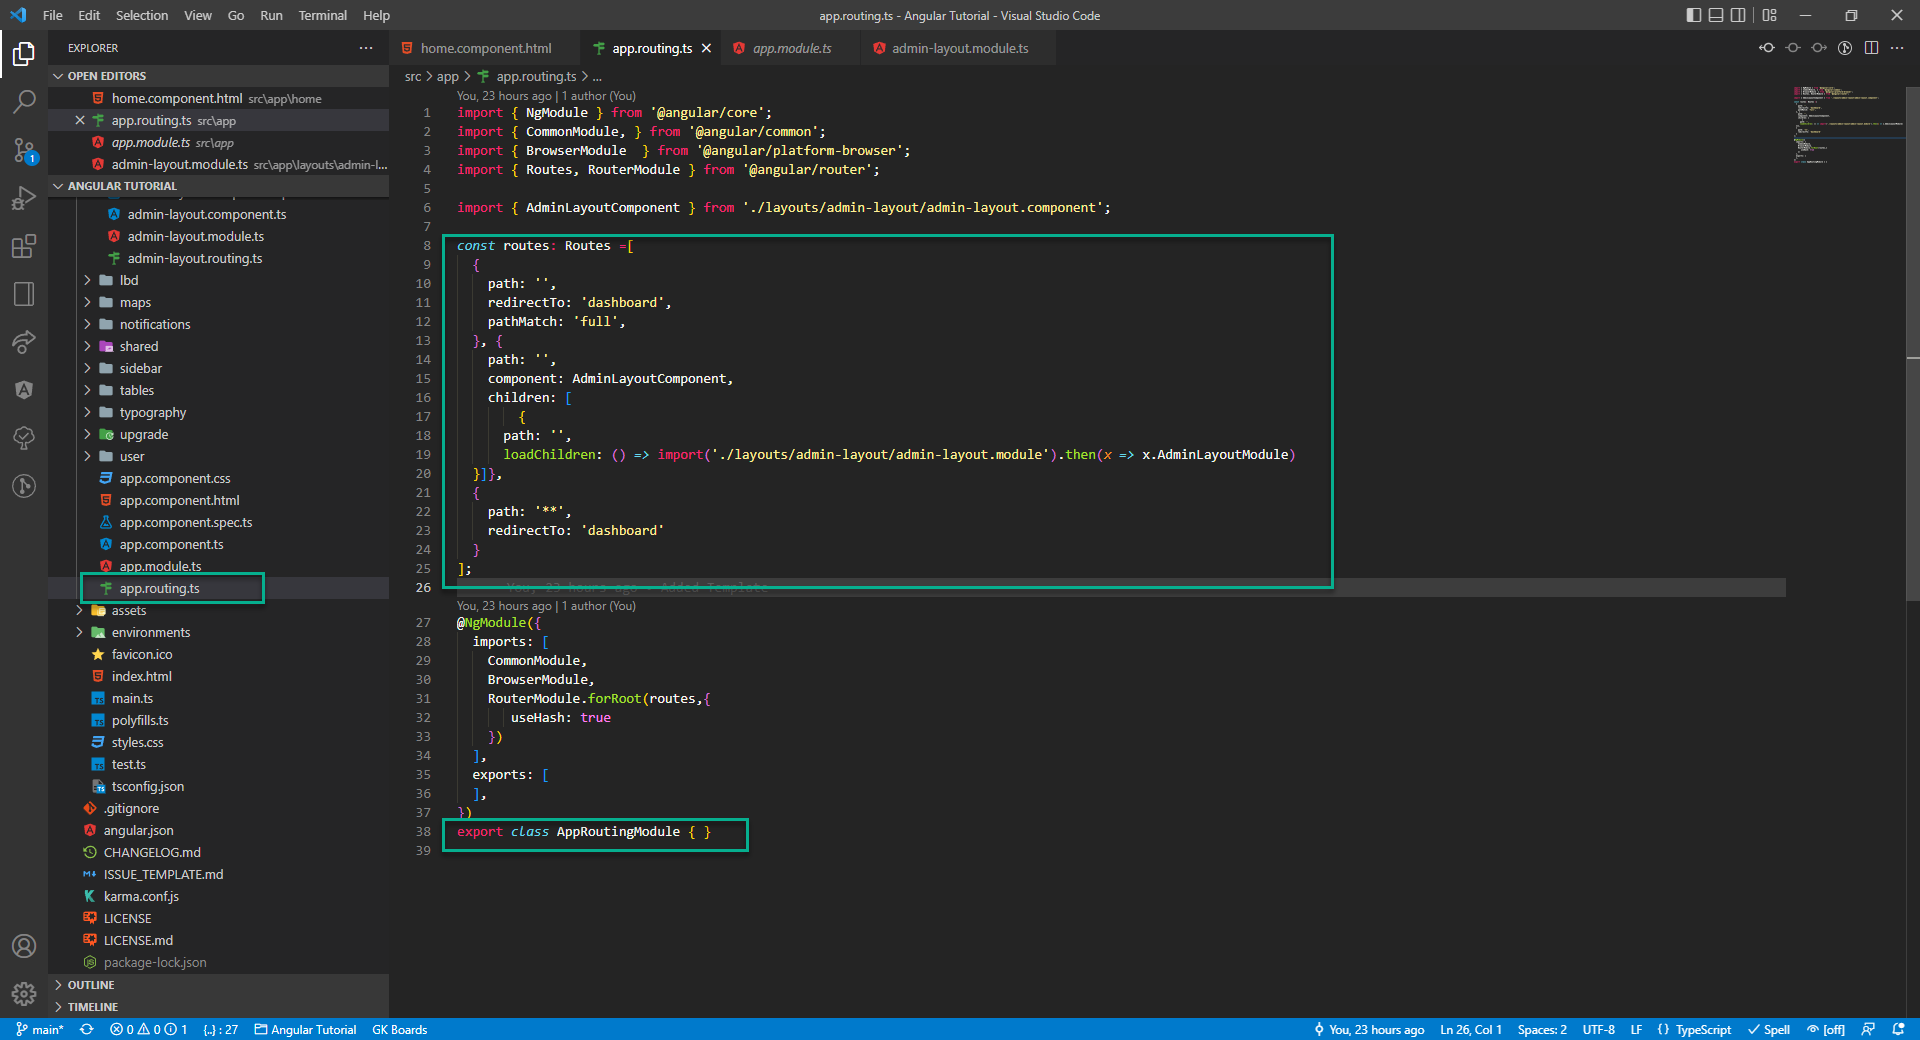 File Edit Selection View Go Run Terminal Help
app.routing.ts - Angular Tutorial - Visual Studio Code
EXPLORER
OPEN EDITORS
home.component.html src\app\home
app.routing.ts src\app
app.module.ts src\app
admin-layout.module.ts src\app\layouts\admin-l...
ANGULAR TUTORIAL
admin-layout.component.ts
admin-layout.module.ts
admin-layout.routing.ts
lbd
maps
notifications
shared
sidebar
tables
typography
upgrade
user
app.component.css
app.component.html
app.component.spec.ts
app.component.ts
app.module.ts
app.routing.ts
assets
environments
favicon.ico
index.html
main.ts
polyfills.ts
styles.css
test.ts
tsconfig.json
.gitignore
angular.json
CHANGELOG.md
ISSUE_TEMPLATE.md
karma.conf.js
LICENSE
LICENSE.md
package-lock.json
OUTLINE
TIMELINE
home.component.html app.routing.ts app.module.ts admin-layout.module.ts
src > app > app.routing.ts > ...
You, 23 hours ago | 1 author (You)
1 import { NgModule } from '@angular/core';
2 import { CommonModule, } from '@angular/common';
3 import { BrowserModule  } from '@angular/platform-browser';
4 import { Routes, RouterModule } from '@angular/router';
5
6 import { AdminLayoutComponent } from './layouts/admin-layout/admin-layout.component';
7
8 const routes: Routes =[
9 {
10 path: '',
11 redirectTo: 'dashboard',
12 pathMatch: 'full',
13 }, {
14 path: '',
15 component: AdminLayoutComponent,
16 children: [
17 {
18 path: '',
19 loadChildren: () => import('./layouts/admin-layout/admin-layout.module').then(x => x.AdminLayoutModule)
20 }]},
21 {
22 path: '**',
23 redirectTo: 'dashboard'
24 }
25 ];
26 You, 23 hours ago • Added Template
You, 23 hours ago | 1 author (You)
27 @NgModule({
28 imports: [
29 CommonModule,
30 BrowserModule,
31 RouterModule.forRoot(routes,{
32 useHash: true
33 })
34 ],
35 exports: [
36 ],
37 })
38 export class AppRoutingModule { }
39
main* 0 0 1 {..} : 27 Angular Tutorial GK Boards
You, 23 hours ago Ln 26, Col 1 Spaces: 2 UTF-8 LF {} TypeScript Spell [off]